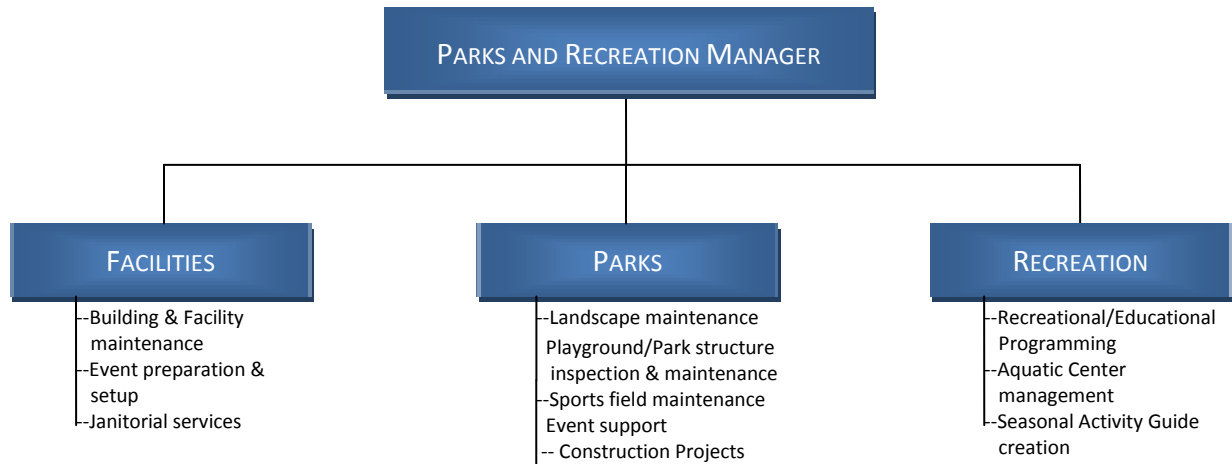 PARKS AND RECREATION MANAGER
FACILITIES
--Building & Facility
maintenance
--Event preparation &
setup
--Janitorial services
PARKS
--Landscape maintenance
Playground/Park structure
inspection & maintenance
--Sports field maintenance
Event support
-- Construction Projects
RECREATION
--Recreational/Educational
Programming
--Aquatic Center
management
--Seasonal Activity Guide
creation